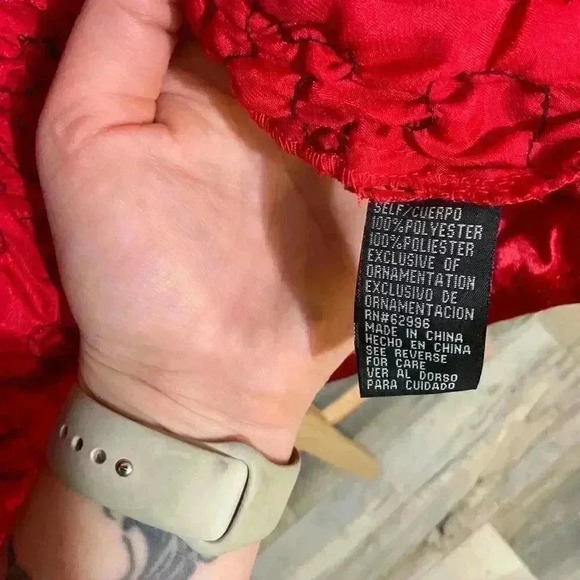 SELF/CUERPO
100%POLYESTER
100%POLIESTER
EXCLUSIVE OF
ORNAMENTATION
EXCLUSIVO DE
ORNAMENTACION
RN#62996
MADE IN CHINA
HECHO EN CHINA
SEE REVERSE
FOR CARE
VER AL DORSO
PARA CUIDADO